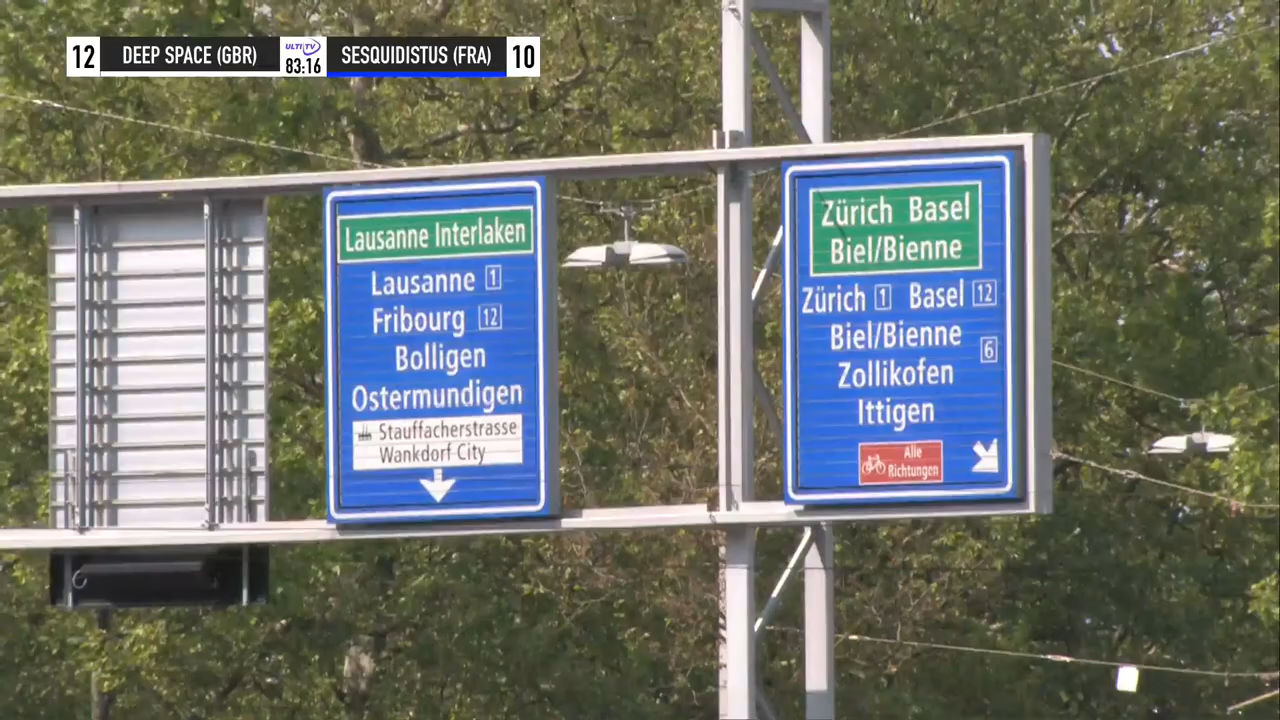 12 DEEP SPACE (GBR) ULTI TV 83:16 SESQUIDISTUS (FRA) 10
Lausanne Interlaken
Lausanne 1
Fribourg 12
Bolligen
Ostermundigen
Stauffacherstrasse
Wankdorf City
Zürich Basel
Biel/Bienne
Zürich 1 Basel 12
Biel/Bienne
6
Zollikofen
Ittigen
Alle
Richtungen